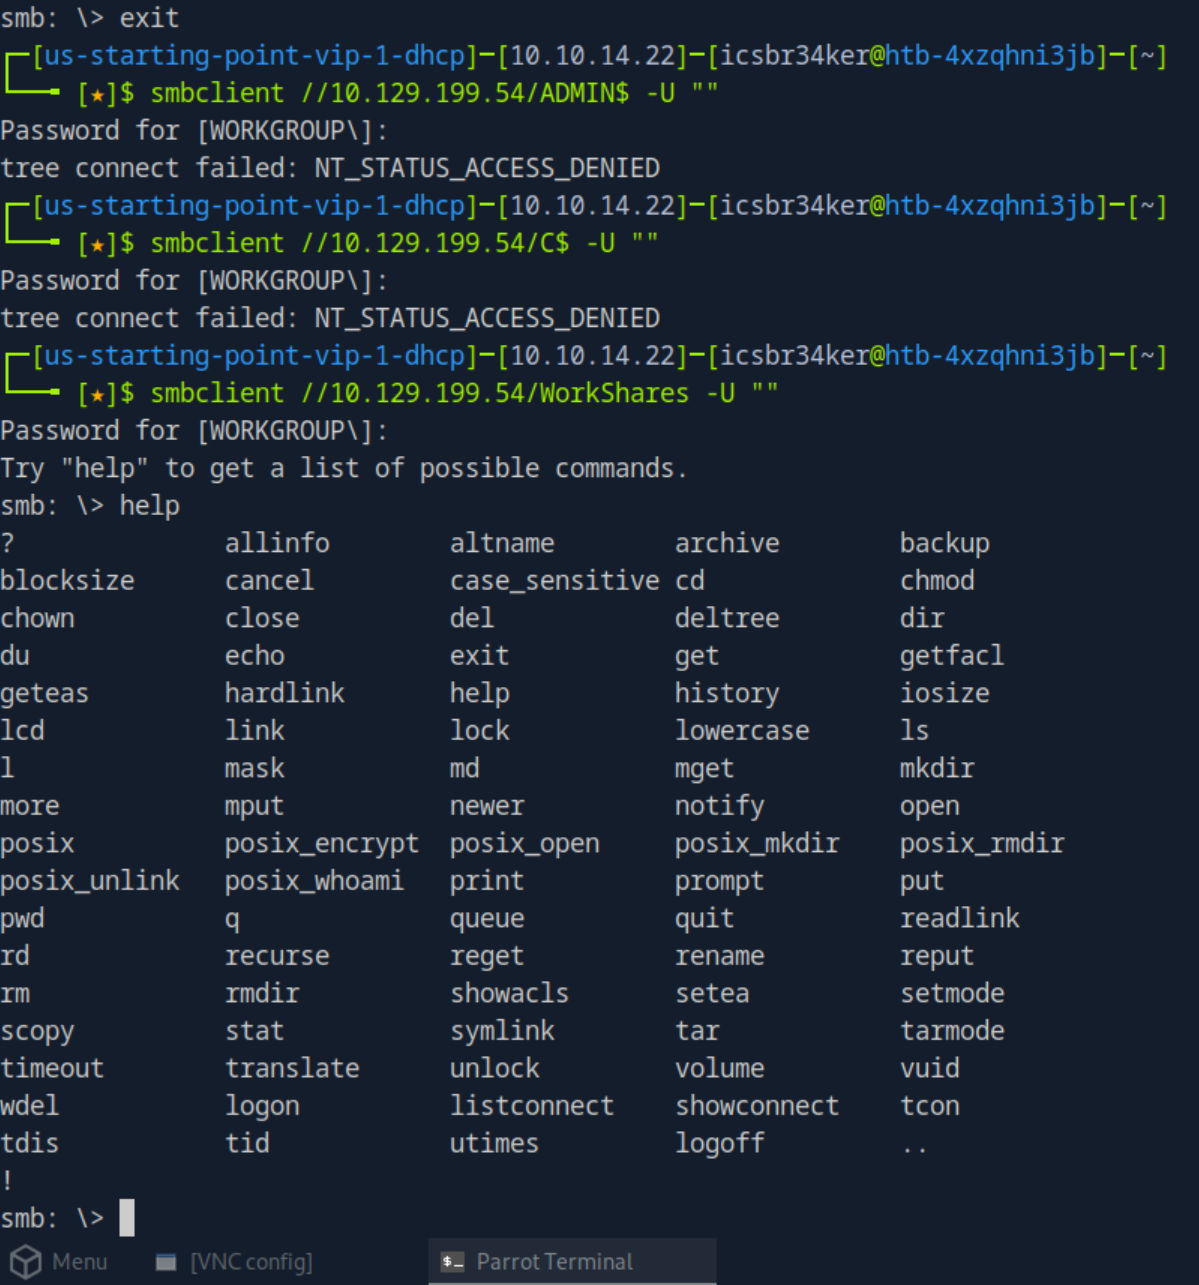 smb: \> exit
┌─[us-starting-point-vip-1-dhcp]─[10.10.14.22]─[icsbr34ker@htb-4xzqhni3jb]─[~]
└──╼ [★]$ smbclient //10.129.199.54/ADMIN$ -U ""
Password for [WORKGROUP\]:
tree connect failed: NT_STATUS_ACCESS_DENIED
┌─[us-starting-point-vip-1-dhcp]─[10.10.14.22]─[icsbr34ker@htb-4xzqhni3jb]─[~]
└──╼ [★]$ smbclient //10.129.199.54/C$ -U ""
Password for [WORKGROUP\]:
tree connect failed: NT_STATUS_ACCESS_DENIED
┌─[us-starting-point-vip-1-dhcp]─[10.10.14.22]─[icsbr34ker@htb-4xzqhni3jb]─[~]
└──╼ [★]$ smbclient //10.129.199.54/WorkShares -U ""
Password for [WORKGROUP\]:
Try "help" to get a list of possible commands.
smb: \> help
?              allinfo        altname        archive        backup
blocksize      cancel         case_sensitive cd             chmod
chown          close          del            deltree        dir
du             echo           exit           get            getfacl
geteas         hardlink       help           history        iosize
lcd            link           lock           lowercase      ls
l              mask           md             mget           mkdir
more           mput           newer          notify         open
posix          posix_encrypt  posix_open     posix_mkdir    posix_rmdir
posix_unlink   posix_whoami   print          prompt         put
pwd            q              queue          quit           readlink
rd             recurse        reget          rename         reput
rm             rmdir          showacls       setea          setmode
scopy          stat           symlink        tar            tarmode
timeout        translate      unlock         volume         vuid
wdel           logon          listconnect    showconnect    tcon
tdis           tid            utimes         logoff         ..
!
smb: \>
Menu [VNC config] $_ Parrot Terminal